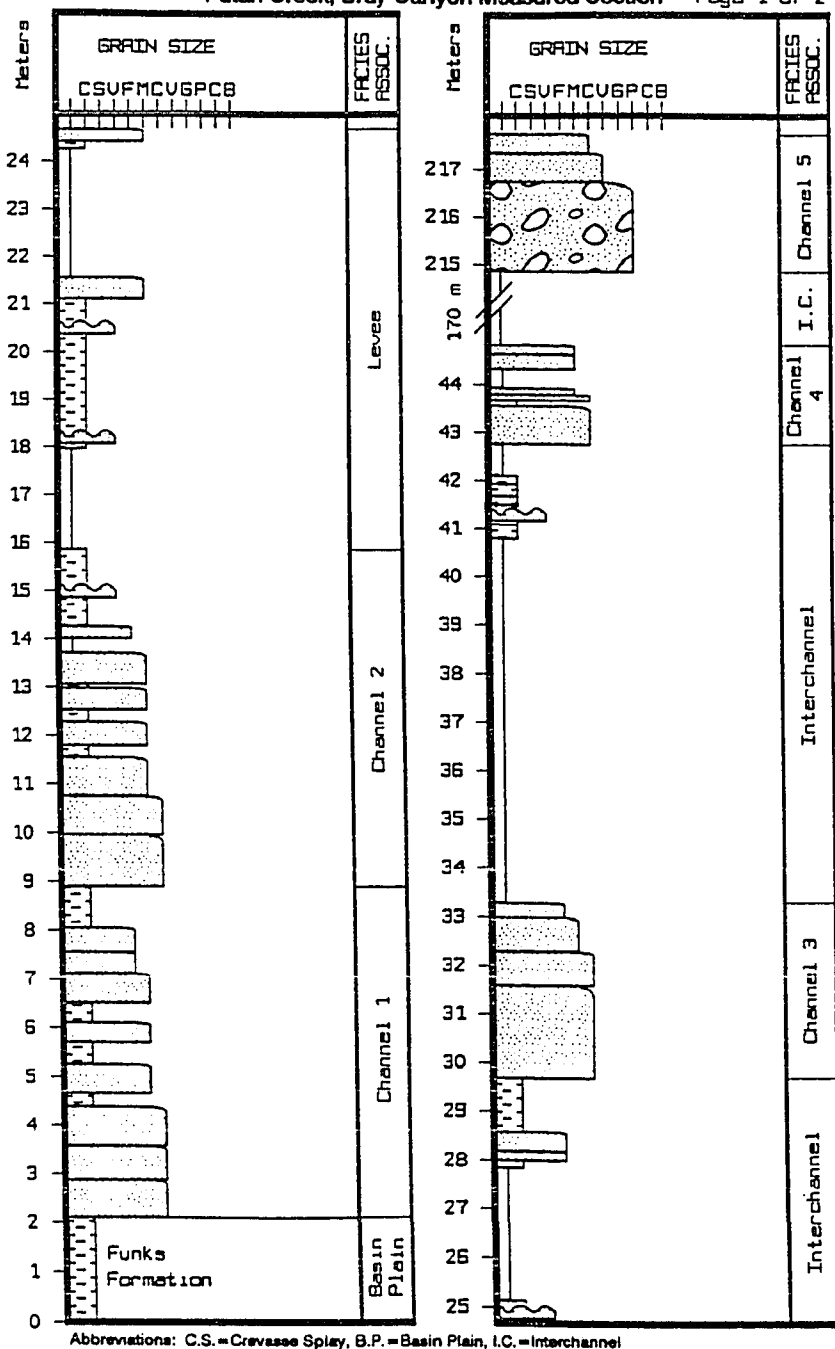 Putah Creek, Gray Canyon Measured Section Page 1 of 2
Meters
GRAIN SIZE
CSVFMCVGPCB
FACIES
ASSOC.
24
23
22
21
20
19
18
17
16
15
14
13
12
11
10
9
8
7
6
5
4
3
2
1
0
Levee
Channel 2
Channel 1
Basin
Plain
Funks
Formation
Meters
GRAIN SIZE
CSVFMCVGPCB
FACIES
ASSOC.
217
216
215
m
170
44
43
42
41
40
39
38
37
36
35
34
33
32
31
30
29
28
27
26
25
Channel 5
I.C.
Channel
4
Interchannel
Channel 3
Interchannel
Abbreviations: C.S.=Crevasse Splay, B.P.=Basin Plain, I.C.=Interchannel